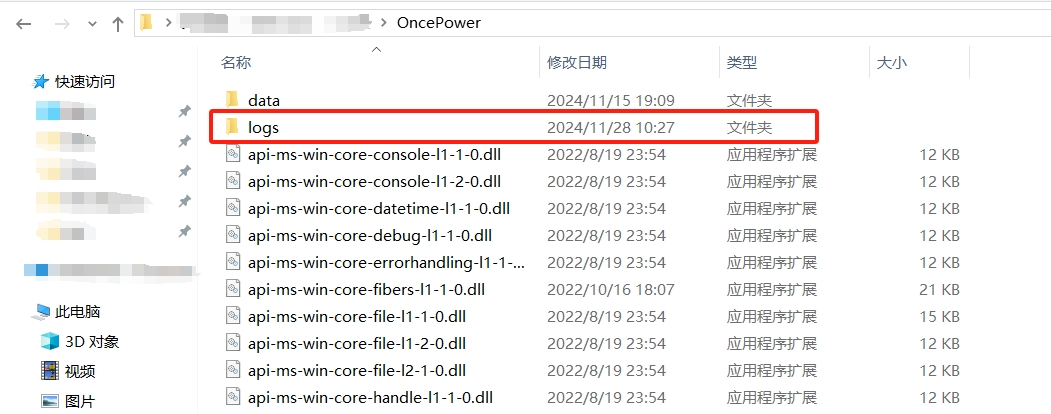 OncePower
名称 修改日期 类型 大小
快速访问
data 2024/11/15 19:09 文件夹
logs 2024/11/28 10:27 文件夹
api-ms-win-core-console-l1-1-0.dll 2022/8/19 23:54 应用程序扩展 12 KB
api-ms-win-core-console-l1-2-0.dll 2022/8/19 23:54 应用程序扩展 12 KB
api-ms-win-core-datetime-l1-1-0.dll 2022/8/19 23:54 应用程序扩展 12 KB
api-ms-win-core-debug-l1-1-0.dll 2022/8/19 23:54 应用程序扩展 12 KB
api-ms-win-core-errorhandling-l1-1-... 2022/8/19 23:54 应用程序扩展 12 KB
api-ms-win-core-fibers-l1-1-0.dll 2022/10/16 18:07 应用程序扩展 21 KB
此电脑
api-ms-win-core-file-l1-1-0.dll 2022/8/19 23:54 应用程序扩展 15 KB
3D 对象
api-ms-win-core-file-l1-2-0.dll 2022/8/19 23:54 应用程序扩展 12 KB
视频
api-ms-win-core-file-l2-1-0.dll 2022/8/19 23:54 应用程序扩展 12 KB
图片
api-ms-win-core-handle-l1-1-0.dll 2022/8/19 23:54 应用程序扩展 12 KB